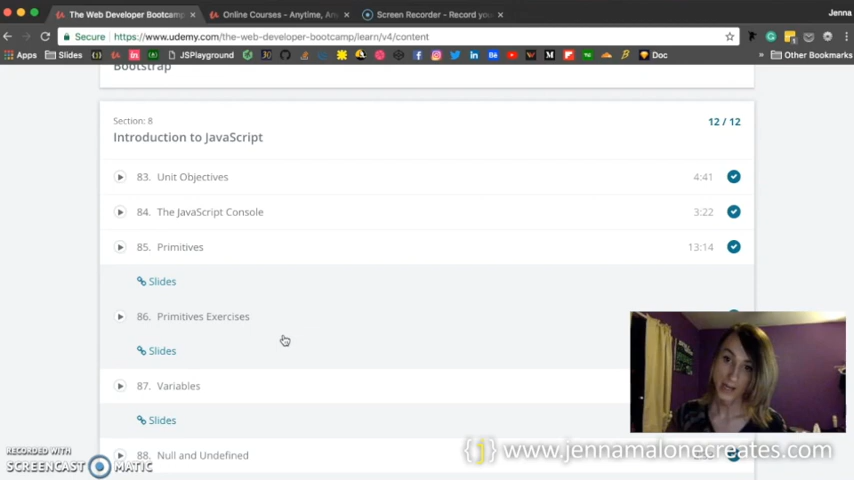 The Web Developer Bootcamp
Online Courses - Anytime, An
Screen Recorder - Record you
Jenna
Secure
https://www.udemy.com/the-web-developer-bootcamp/learn/v4/content
Apps
Slides
JSPlayground
Doc
Other Bookmarks
Bootstrap
Section: 8
12 / 12
Introduction to JavaScript
83. Unit Objectives 4:41
84. The JavaScript Console 3:22
85. Primitives 13:14
Slides
86. Primitives Exercises
Slides
87. Variables
Slides
88. Null and Undefined
RECORDED WITH
SCREENCAST MATIC
{j} www.jennamalonecreates.com